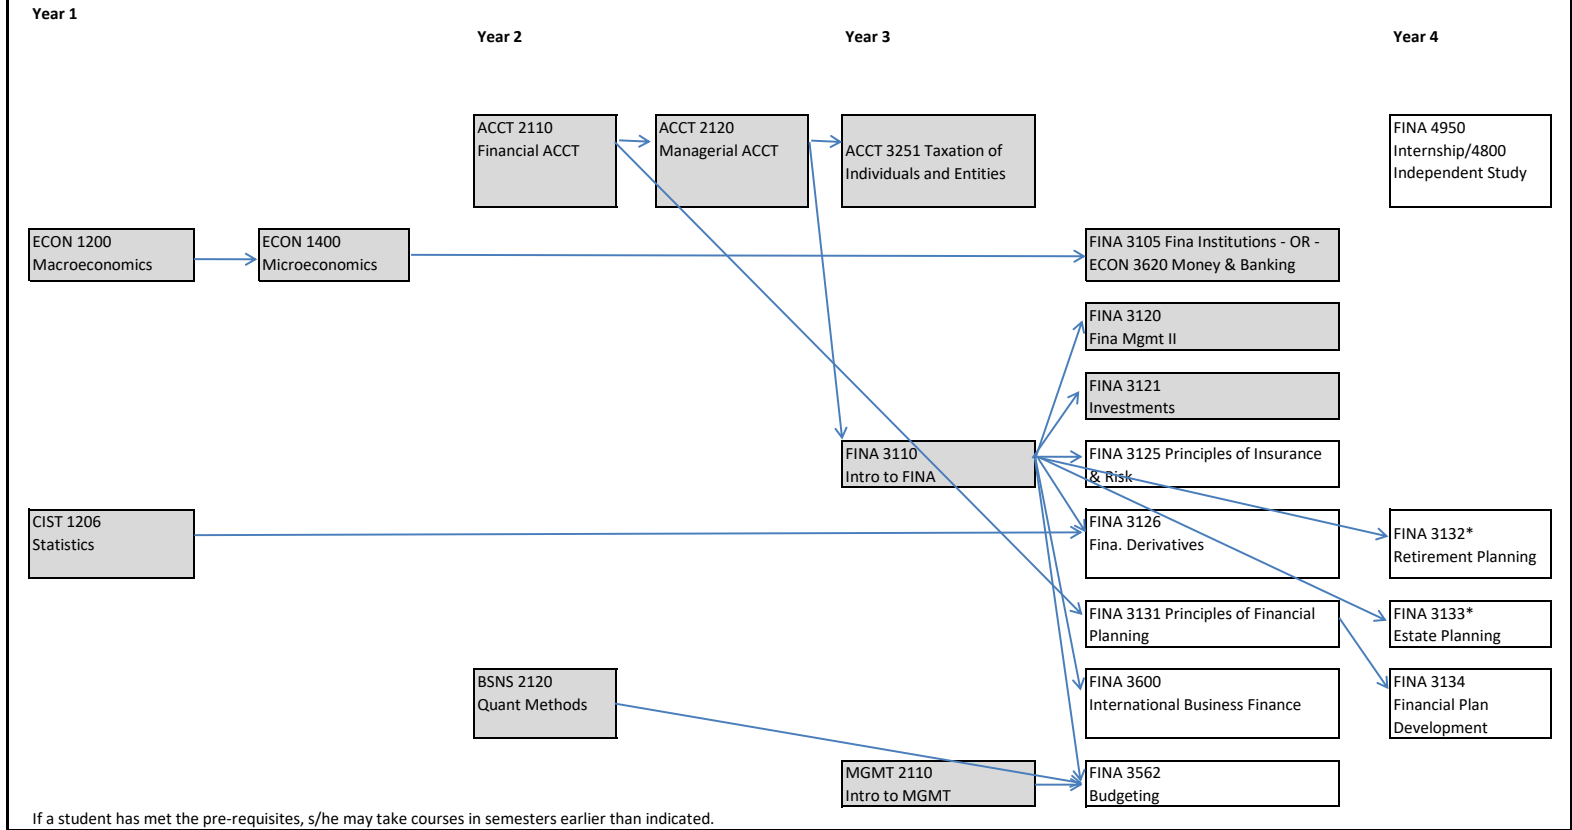 Year 1
Year 2
Year 3
Year 4
ACCT 2110
Financial ACCT
ACCT 2120
Managerial ACCT
ACCT 3251 Taxation of
Individuals and Entities
FINA 4950
Internship/4800
Independent Study
ECON 1200
Macroeconomics
ECON 1400
Microeconomics
FINA 3105 Fina Institutions - OR -
ECON 3620 Money & Banking
FINA 3120
Fina Mgmt II
FINA 3121
Investments
FINA 3110
Intro to FINA
FINA 3125 Principles of Insurance
& Risk
CIST 1206
Statistics
FINA 3126
Fina. Derivatives
FINA 3132*
Retirement Planning
FINA 3131 Principles of Financial
Planning
FINA 3133*
Estate Planning
BSNS 2120
Quant Methods
FINA 3600
International Business Finance
FINA 3134
Financial Plan
Development
MGMT 2110
Intro to MGMT
FINA 3562
Budgeting
If a student has met the pre-requisites, s/he may take courses in semesters earlier than indicated.